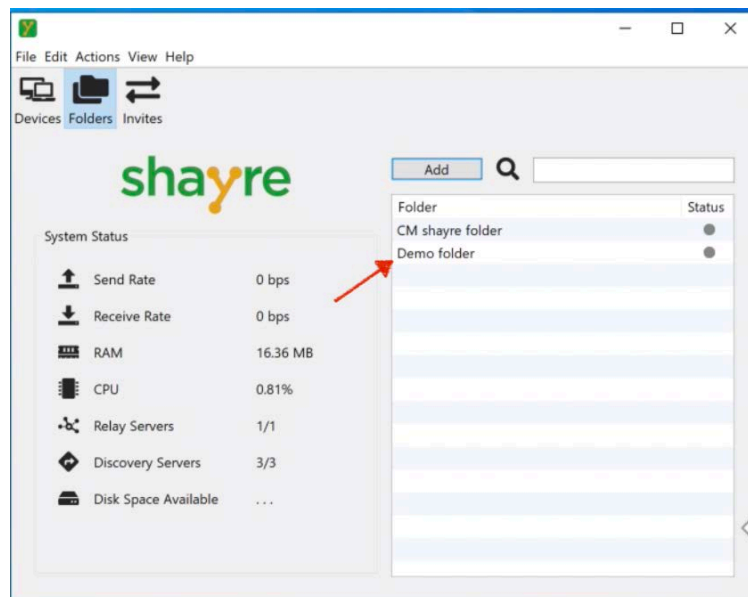 File Edit Actions View Help
Devices Folders Invites
shayre
Add
Folder Status
CM shayre folder
Demo folder
System Status
Send Rate 0 bps
Receive Rate 0 bps
RAM 16.36 MB
CPU 0.81%
Relay Servers 1/1
Discovery Servers 3/3
Disk Space Available . . .